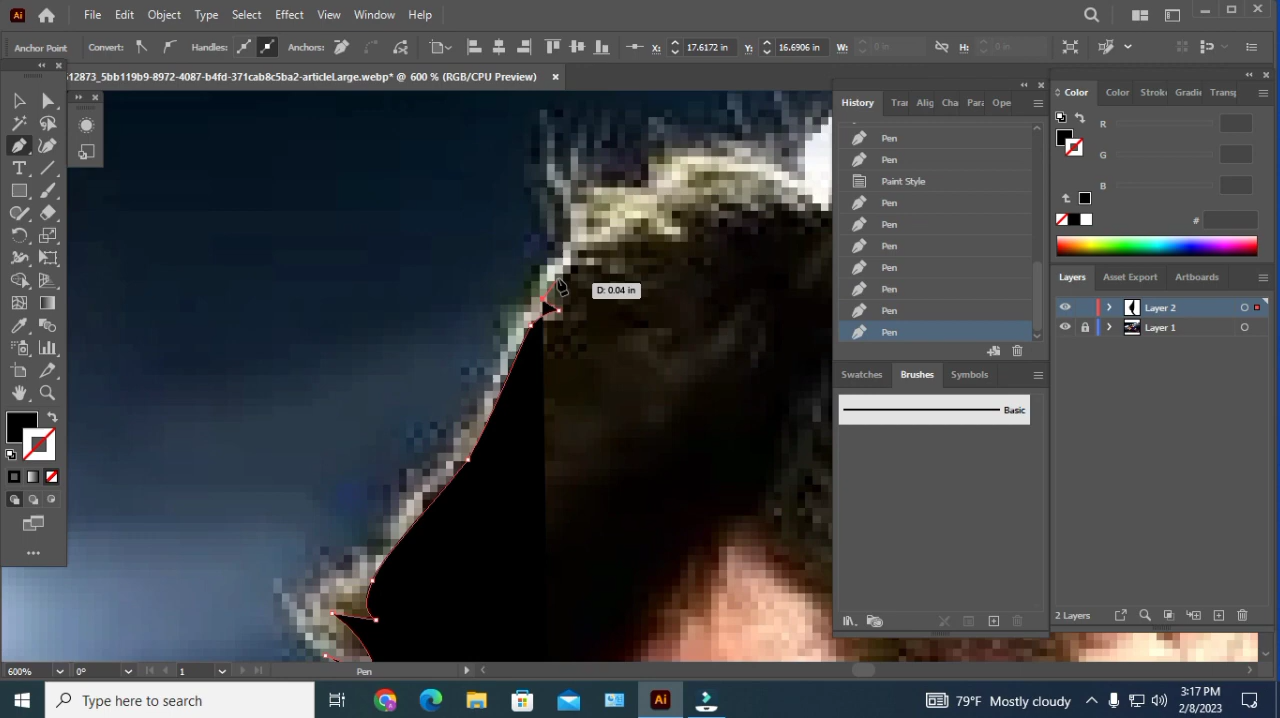 Ai File Edit Object Type Select Effect View Window Help
Anchor Point Convert: Handles: Anchors: X: 17.6172 in Y: 16.6906 in W: 0 in H: 0 in
12873_5bb119b9-8972-4087-b4fd-371cab8c5ba2-articleLarge.webp* @ 600 % (RGB/CPU Preview)
History Tra Alig Cha Para Ope
Color Color Strok Gradi Transp
Pen
Pen
Paint Style
Pen
Pen
Pen
Pen
Pen
Pen
Pen
R
G
B
#
D: 0.04 in
Layers Asset Export Artboards
Layer 2
Layer 1
Swatches Brushes Symbols
Basic
2 Layers
600% 0° 1 Pen
Type here to search
Ai
79°F Mostly cloudy
3:17 PM
2/8/2023